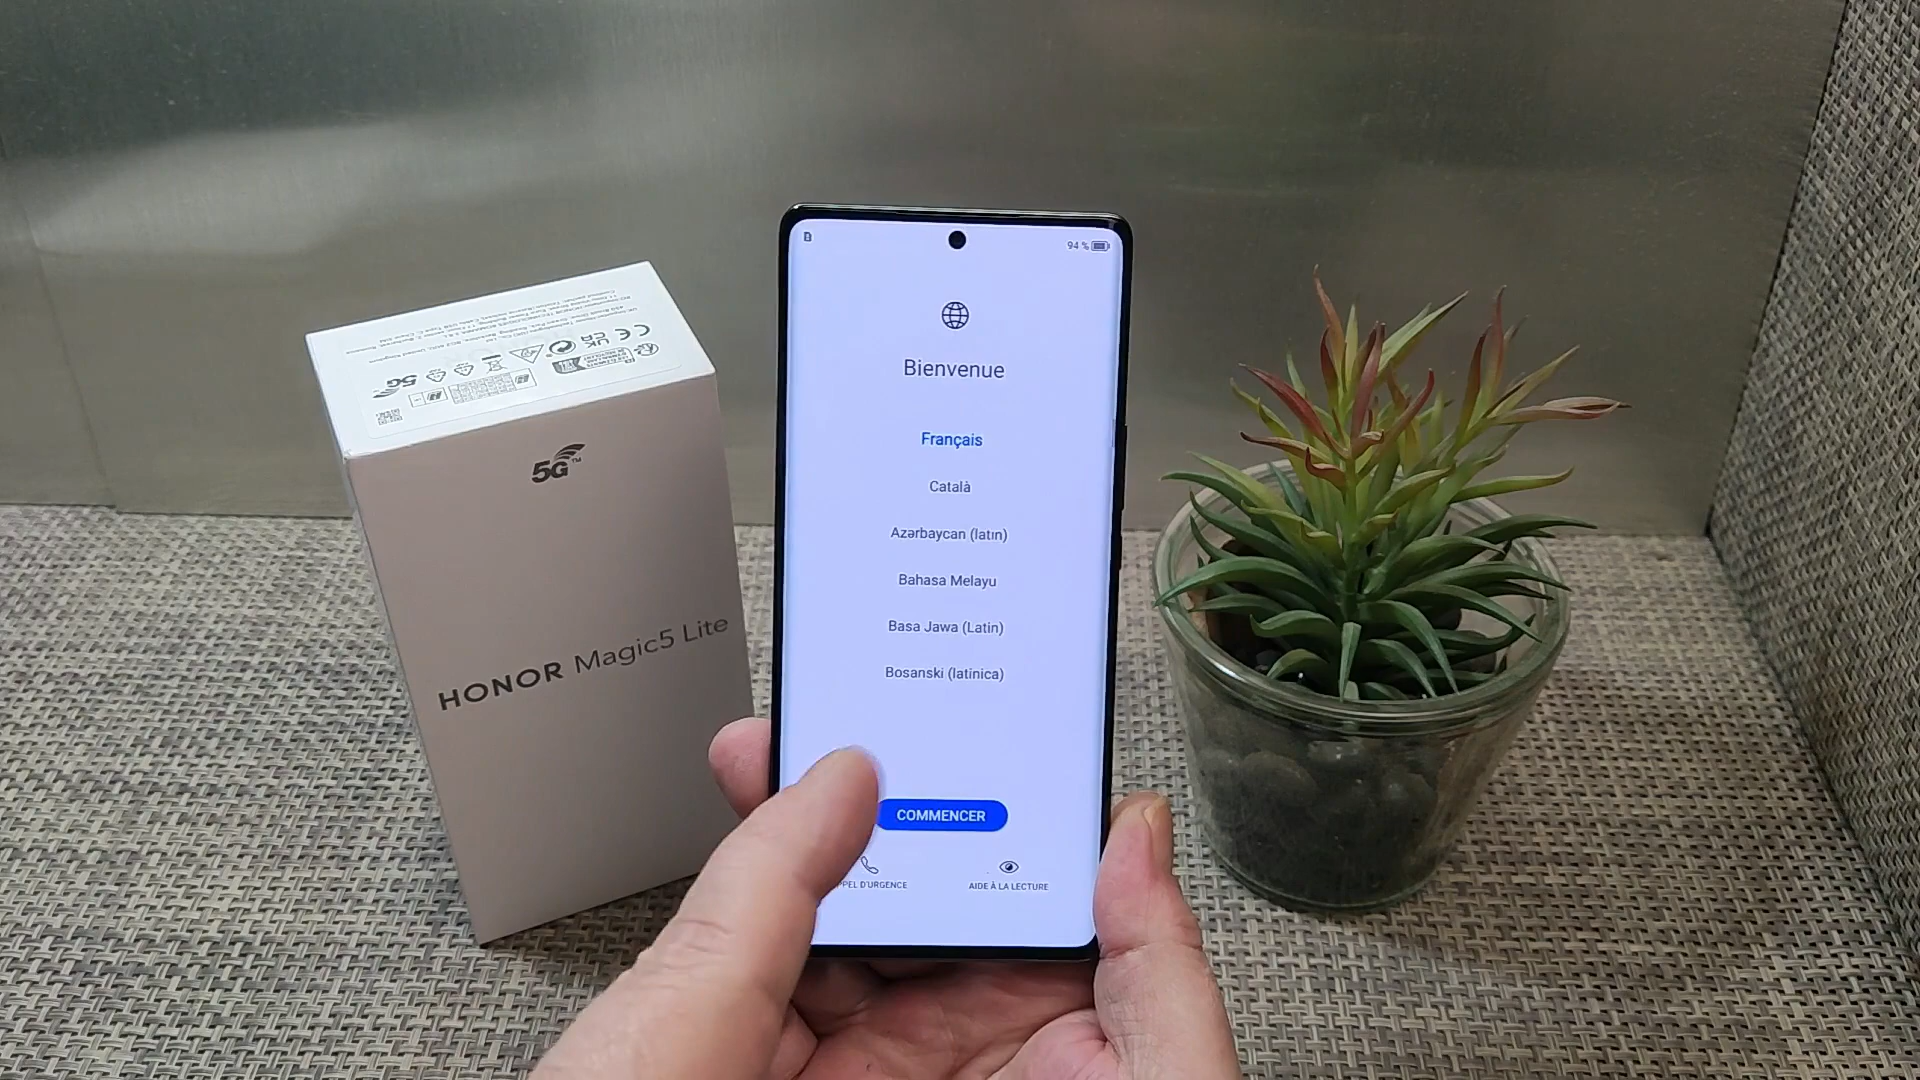 94 %
Bienvenue
Français
Català
Azərbaycan (latın)
Bahasa Melayu
Basa Jawa (Latin)
Bosanski (latinica)
COMMENCER
PPEL D'URGENCE
AIDE À LA LECTURE
5G™
HONOR Magic5 Lite
5G